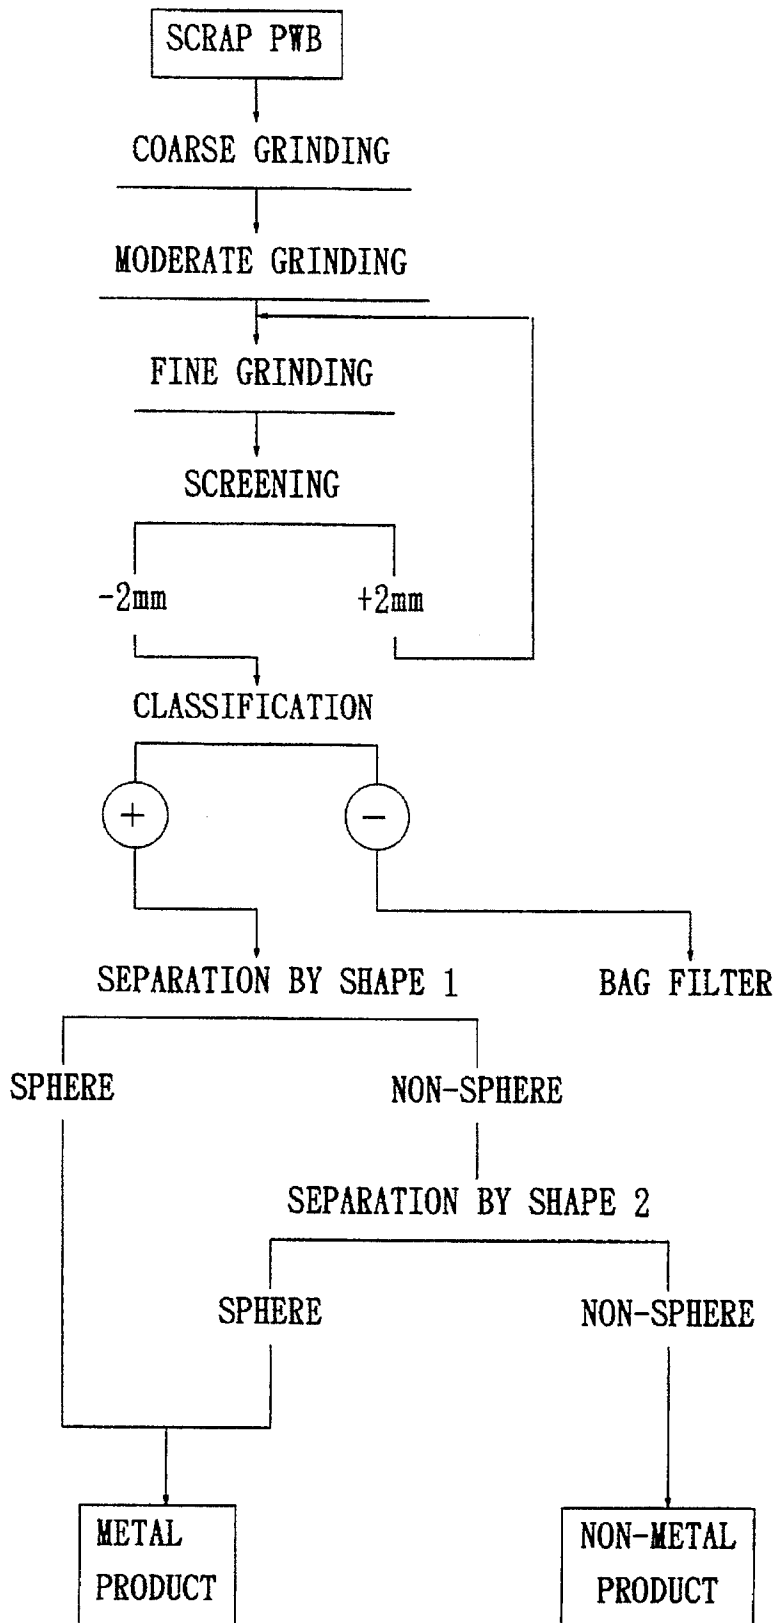 SCRAP PWB
COARSE GRINDING
MODERATE GRINDING
FINE GRINDING
SCREENING
-2mm +2mm
CLASSIFICATION
+ -
SEPARATION BY SHAPE 1 BAG FILTER
SPHERE NON-SPHERE
SEPARATION BY SHAPE 2
SPHERE NON-SPHERE
METAL
PRODUCT
NON-METAL
PRODUCT